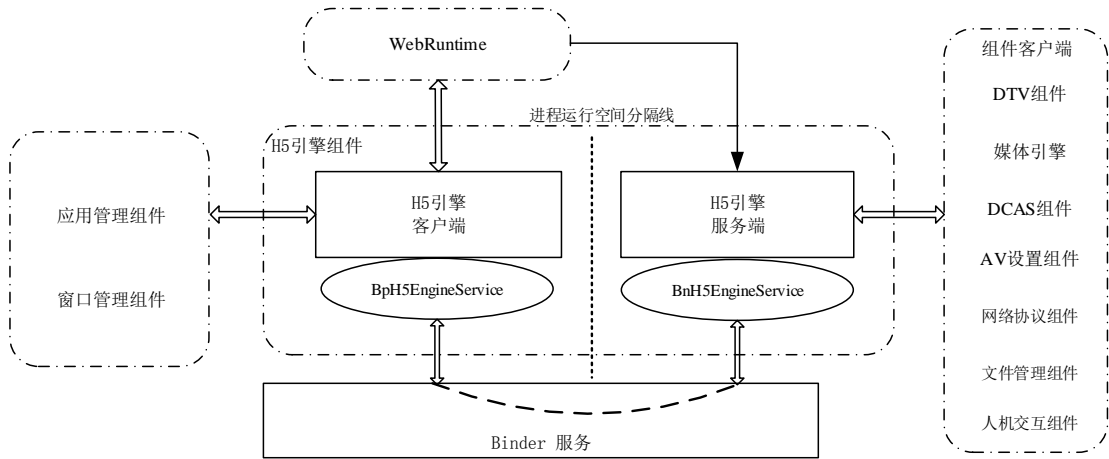 WebRuntime
进程运行空间分隔线
H5引擎组件
H5引擎
客户端
BpH5EngineService
H5引擎
服务端
BnH5EngineService
Binder 服务
应用管理组件
窗口管理组件
组件客户端
DTV组件
媒体引擎
DCAS组件
AV设置组件
网络协议组件
文件管理组件
人机交互组件